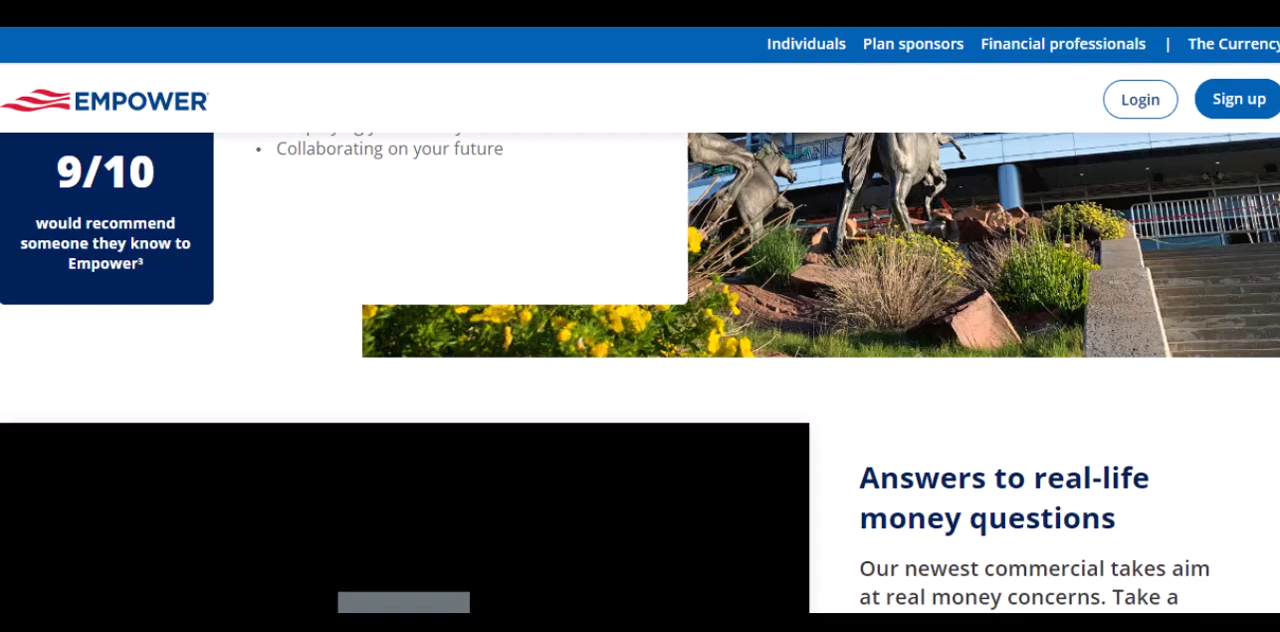 Individuals Plan sponsors Financial professionals | The Currency
EMPOWER
Login
Sign up
9/10
would recommend
someone they know to
Empower³
• Collaborating on your future
Answers to real-life
money questions
Our newest commercial takes aim
at real money concerns. Take a